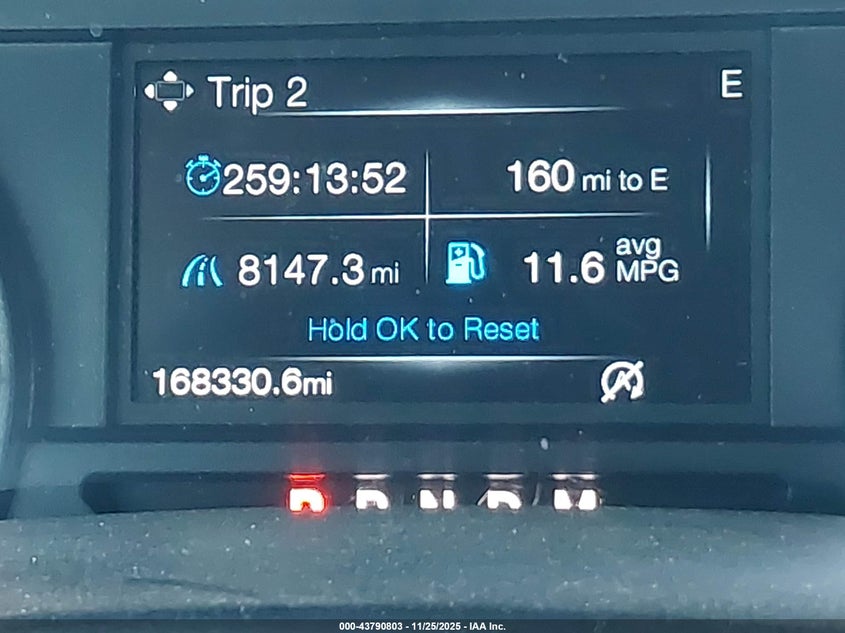 Trip 2 E
259:13:52 160 mi to E
8147.3 mi 11.6 avg MPG
Hold OK to Reset
168330.6mi
P R N D M
000-43790803 - 11/25/2025 - IAA Inc.